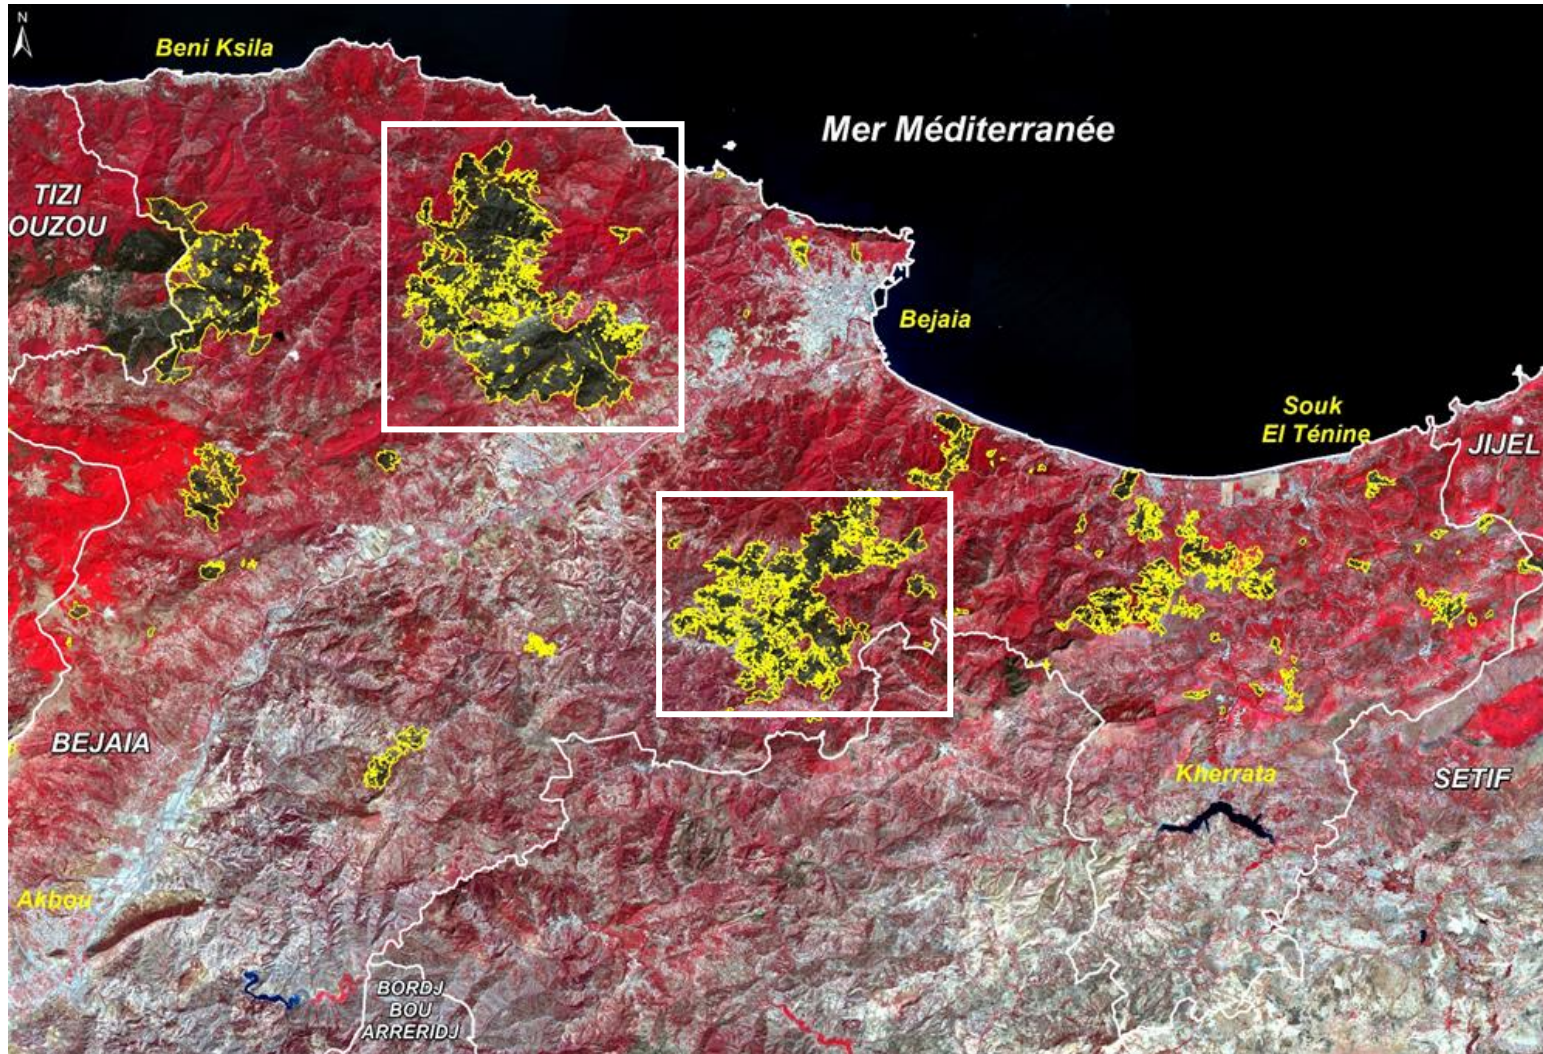 N
Beni Ksila
Mer Méditerranée
TIZI
OUZOU
Bejaia
Souk
El Ténine
JIJEL
BEJAIA
Kherrata
SETIF
Akbou
BORDJ
BOU
ARRERIDJ